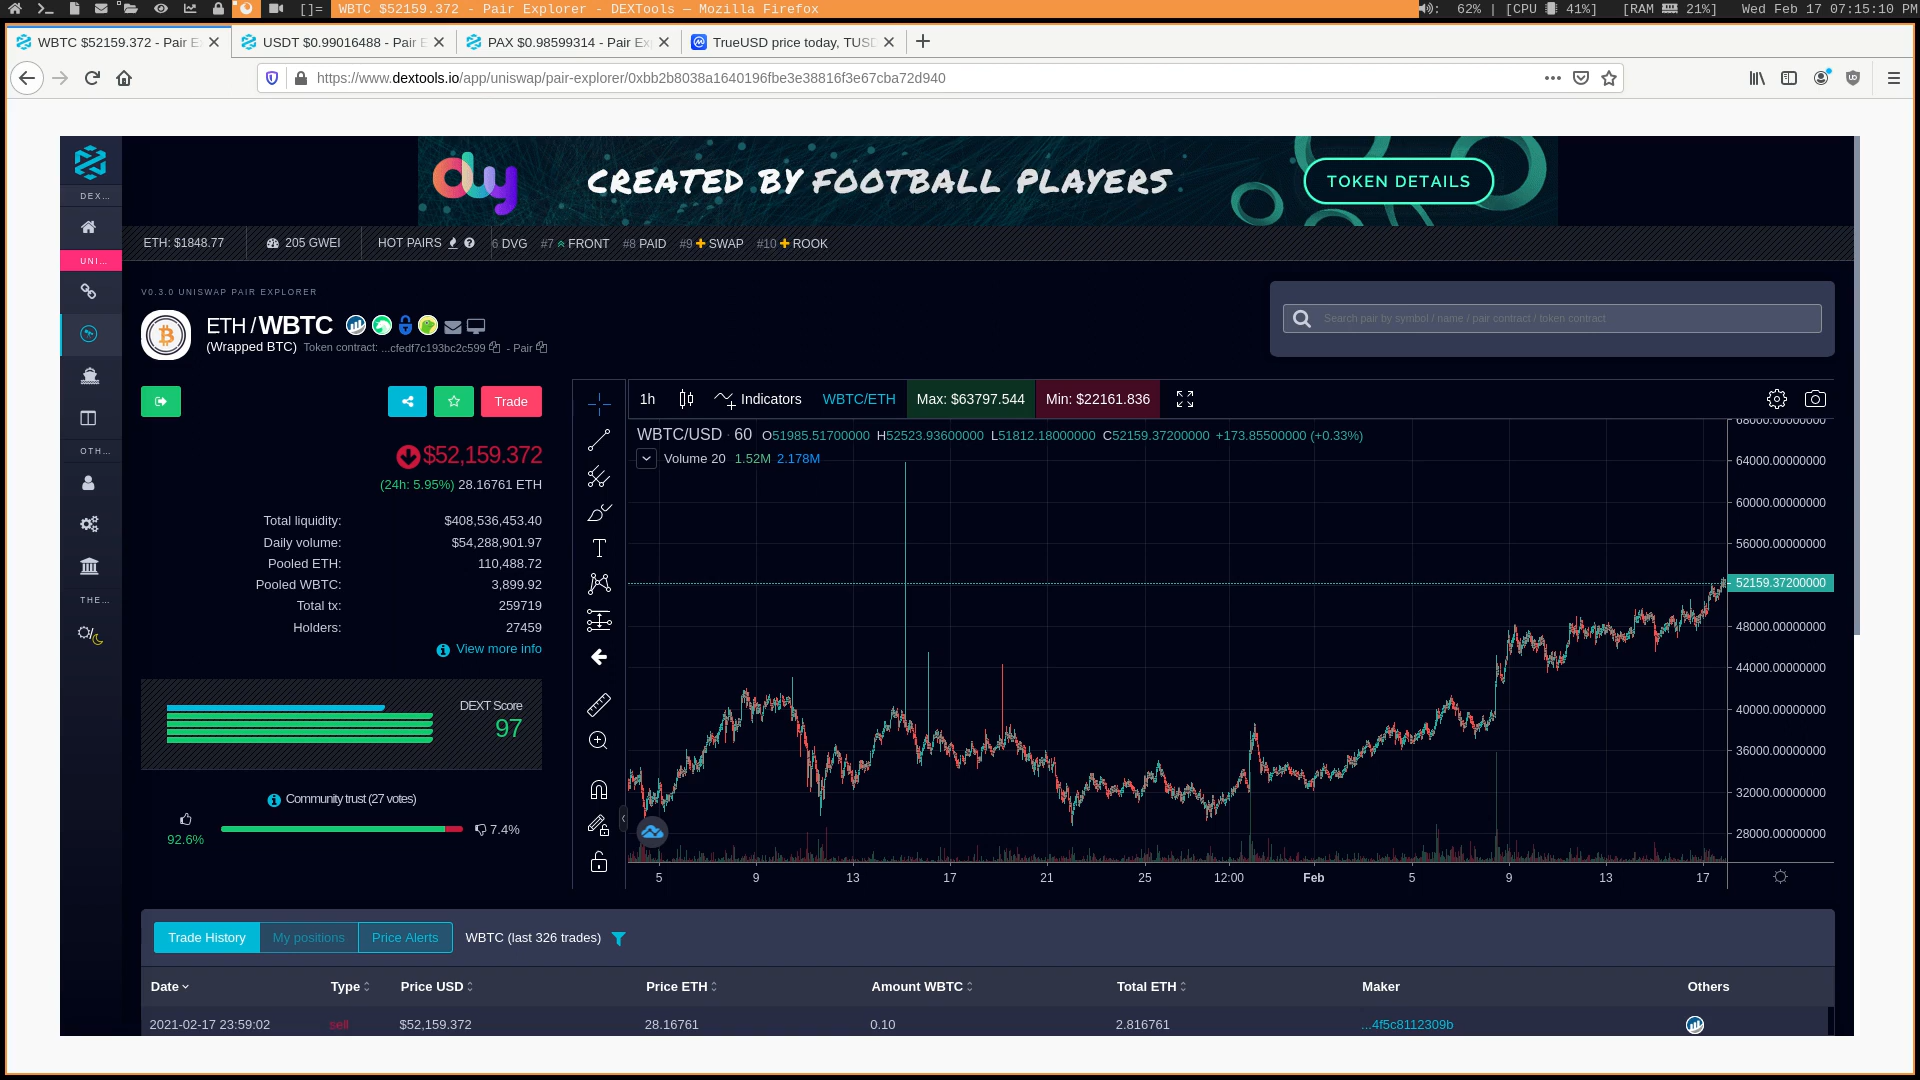 []= WBTC $52159.372 - Pair Explorer - DEXTools — Mozilla Firefox : 62% | [CPU 41%] [RAM 21%] Wed Feb 17 07:15:10 PM
WBTC $52159.372 - Pair E USDT $0.99016488 - Pair E PAX $0.98599314 - Pair Ex TrueUSD price today, TUSD
https://www.dextools.io/app/uniswap/pair-explorer/0xbb2b8038a1640196fbe3e38816f3e67cba72d940
ay CREATED BY FOOTBALL PLAYERS TOKEN DETAILS
DEX...
ETH: $1848.77 205 GWEI HOT PAIRS 6 DVG #7 FRONT #8 PAID #9 SWAP #10 ROOK
UNI...
V0.3.0 UNISWAP PAIR EXPLORER
ETH / WBTC
(Wrapped BTC) Token contract: ...cfedf7c193bc2c599 - Pair
Search pair by symbol / name / pair contract / token contract
Trade
1h Indicators WBTC/ETH Max: $63797.544 Min: $22161.836
WBTC/USD · 60 O51985.51700000 H52523.93600000 L51812.18000000 C52159.37200000 +173.85500000 (+0.33%)
Volume 20 1.52M 2.178M
$52,159.372
(24h: 5.95%) 28.16761 ETH
Total liquidity: $408,536,453.40
Daily volume: $54,288,901.97
Pooled ETH: 110,488.72
Pooled WBTC: 3,899.92
Total tx: 259719
Holders: 27459
View more info
OTH...
THE...
DEXT Score
97
Community trust (27 votes)
92.6%
7.4%
68000.00000000
64000.00000000
60000.00000000
56000.00000000
52159.37200000
48000.00000000
44000.00000000
40000.00000000
36000.00000000
32000.00000000
28000.00000000
5 9 13 17 21 25 12:00 Feb 5 9 13 17
Trade History My positions Price Alerts WBTC (last 326 trades)
Date Type Price USD Price ETH Amount WBTC Total ETH Maker Others
2021-02-17 23:59:02 sell $52,159.372 28.16761 0.10 2.816761 ...4f5c8112309b